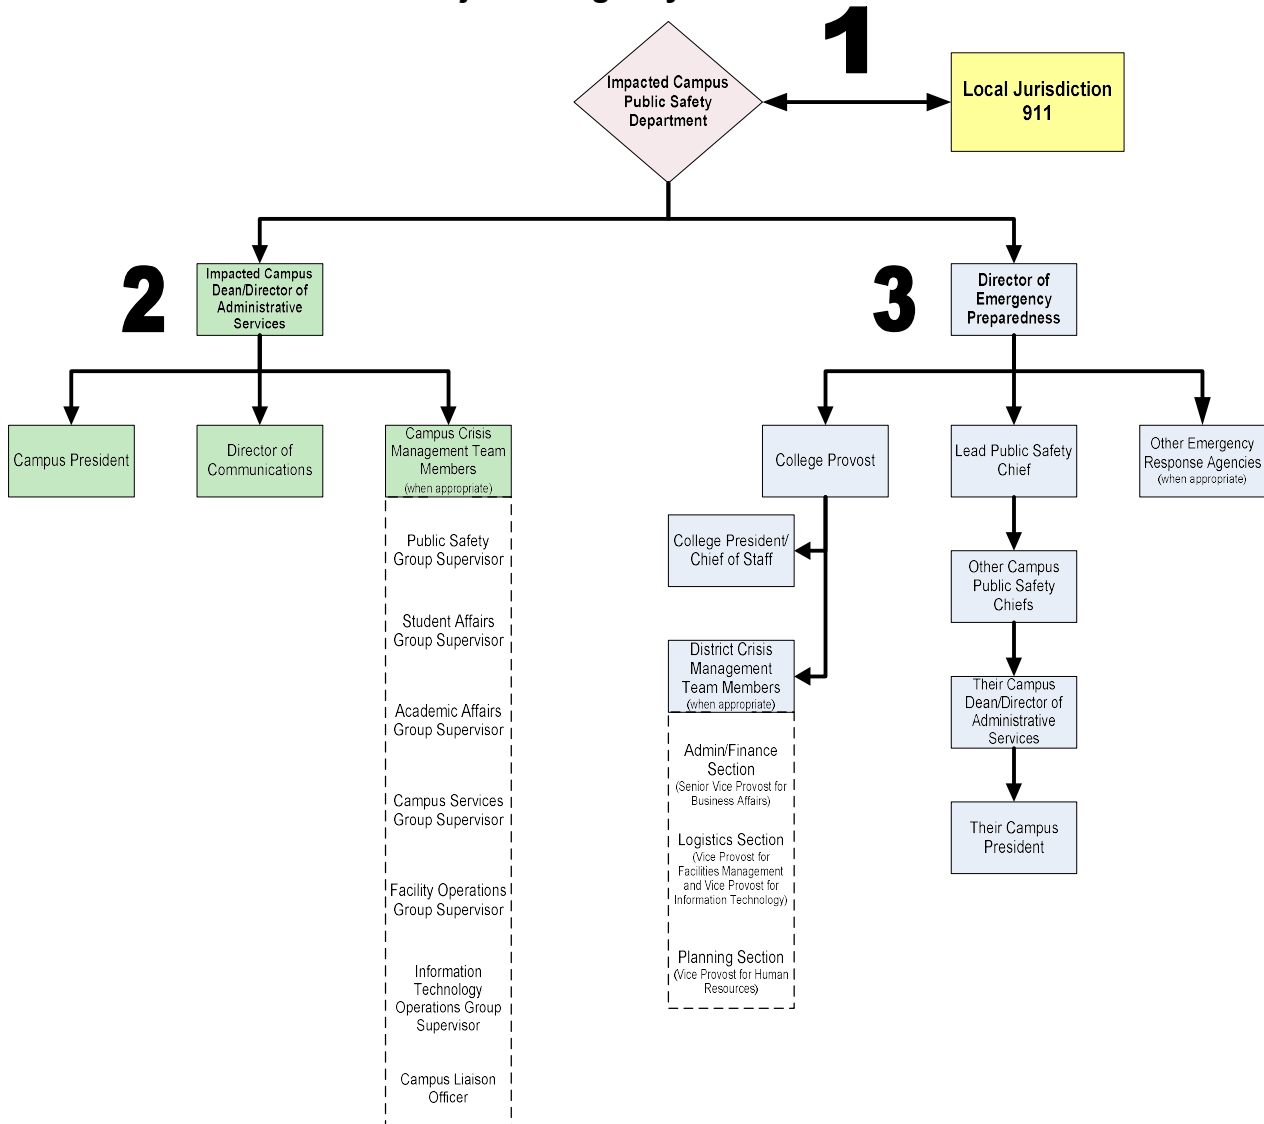 1
Impacted Campus
Public Safety
Department
Local Jurisdiction
911
2
Impacted Campus
Dean/Director of
Administrative
Services
3
Director of
Emergency
Preparedness
Campus President
Director of
Communications
Campus Crisis
Management Team
Members
(when appropriate)
College Provost
Lead Public Safety
Chief
Other Emergency
Response Agencies
(when appropriate)
Public Safety
Group Supervisor
Student Affairs
Group Supervisor
Academic Affairs
Group Supervisor
Campus Services
Group Supervisor
Facility Operations
Group Supervisor
Information
Technology
Operations Group
Supervisor
Campus Liaison
Officer
College President/
Chief of Staff
District Crisis
Management
Team Members
(when appropriate)
Admin/Finance
Section
(Senior Vice Provost for
Business Affairs)
Logistics Section
(Vice Provost for
Facilities Management
and Vice Provost for
Information Technology)
Planning Section
(Vice Provost for Human
Resources)
Other Campus
Public Safety
Chiefs
Their Campus
Dean/Director of
Administrative
Services
Their Campus
President